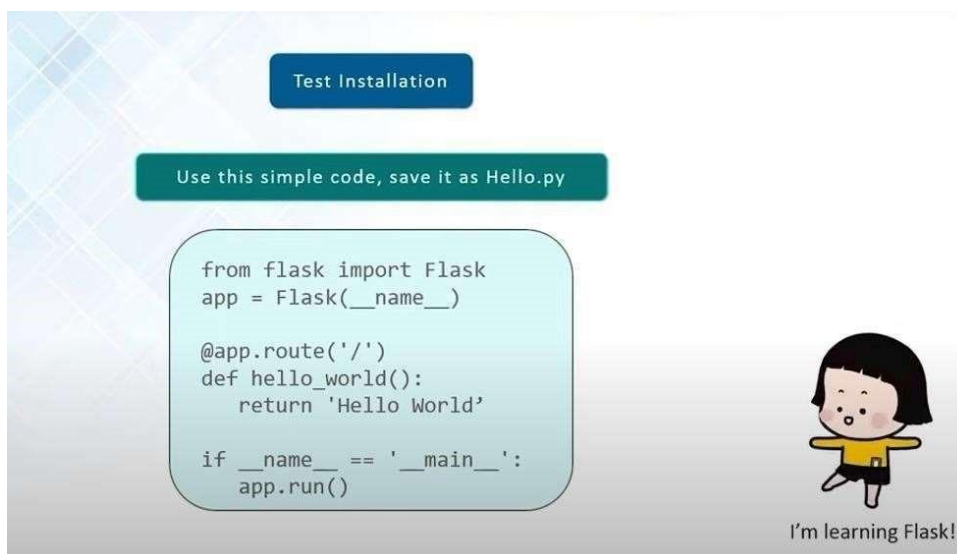 Test Installation
Use this simple code, save it as Hello.py
from flask import Flask
app = Flask(__name__)
@app.route('/')
def hello_world():
return 'Hello World’
if __name__ == '__main__':
app.run()
I’m learning Flask!